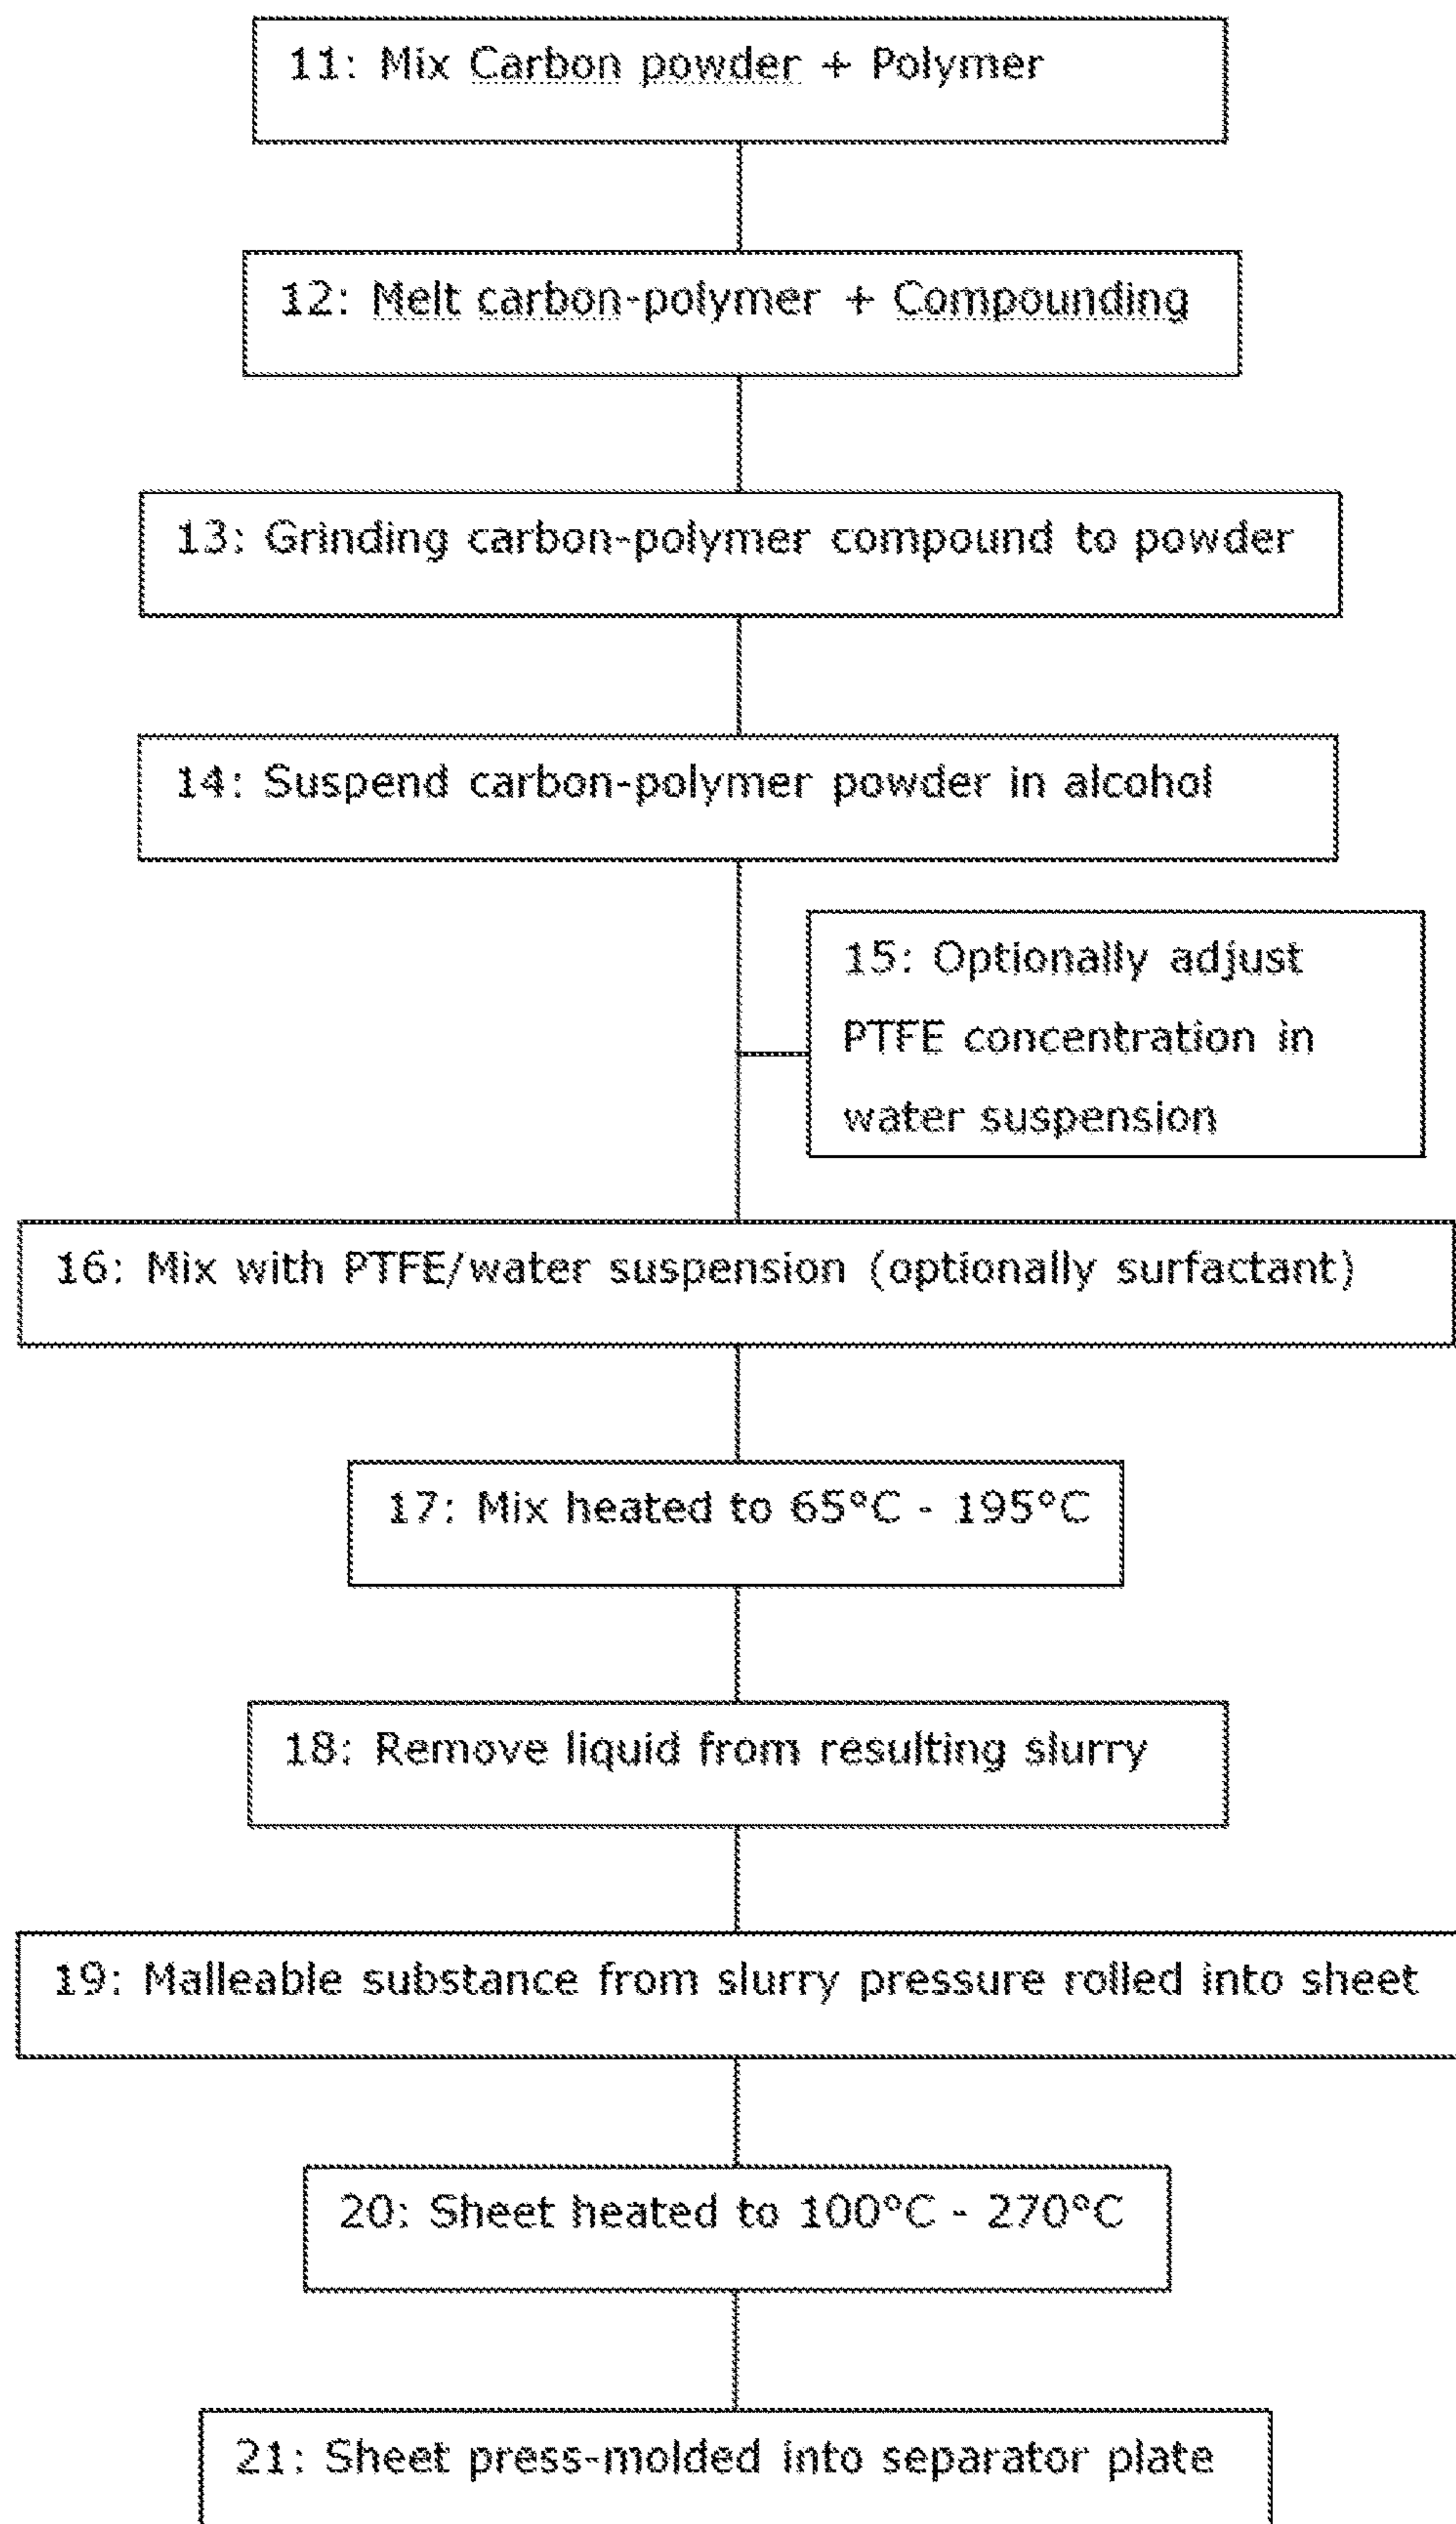 11: Mix Carbon powder + Polymer
12: Melt carbon-polymer + Compounding
13: Grinding carbon-polymer compound to powder
14: Suspend carbon-polymer powder in alcohol
15: Optionally adjust
PTFE concentration in
water suspension
16: Mix with PTFE/water suspension (optionally surfactant)
17: Mix heated to 65°C - 195°C
18: Remove liquid from resulting slurry
19: Malleable substance from slurry pressure rolled into sheet
20: Sheet heated to 100°C - 270°C
21: Sheet press-molded into separator plate